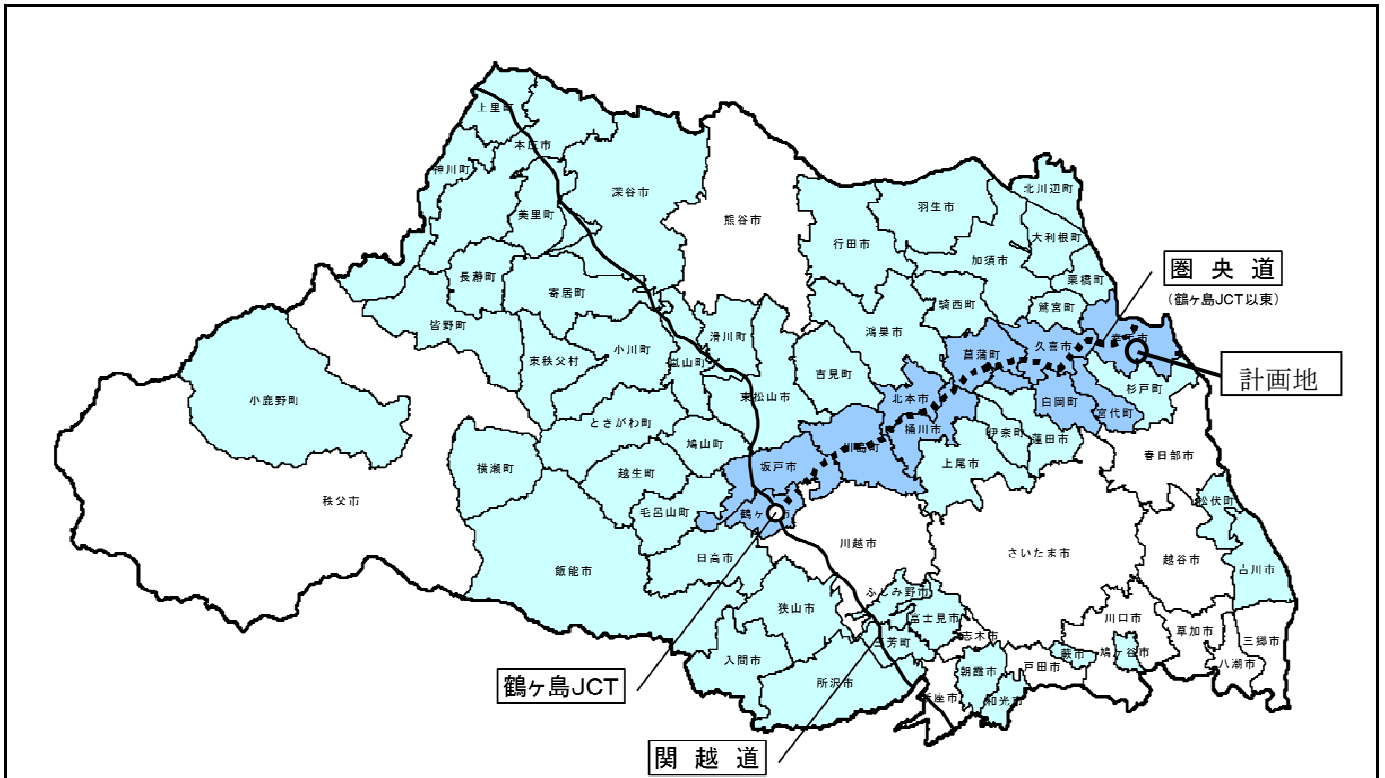 上里町
本庄市
神川町
美里町
深谷市
熊谷市
行田市
羽生市
北川辺町
大利根町
加須市
栗橋町
騎西町
鷲宮町
圏央道
(鶴ヶ島JCT以東)
計画地
長瀞町
寄居町
皆野町
小川町
東秩父村
嵐山町
滑川町
東松山市
吉見町
鴻巣市
北本市
菖蒲町
久喜市
白岡町
宮代町
杉戸町
小鹿野町
横瀬町
秩父市
ときがわ町
鳩山町
越生町
毛呂山町
坂戸市
川島町
桶川市
伊奈町
蓮田市
上尾市
春日部市
松伏町
飯能市
日高市
川越市
さいたま市
越谷市
狭山市
ふじみ野市
富士見市
志木市
川口市
草加市
三郷市
八潮市
入間市
所沢市
朝霞市
和光市
戸田市
蕨市
鳩ヶ谷市
鶴ヶ島JCT
関越道